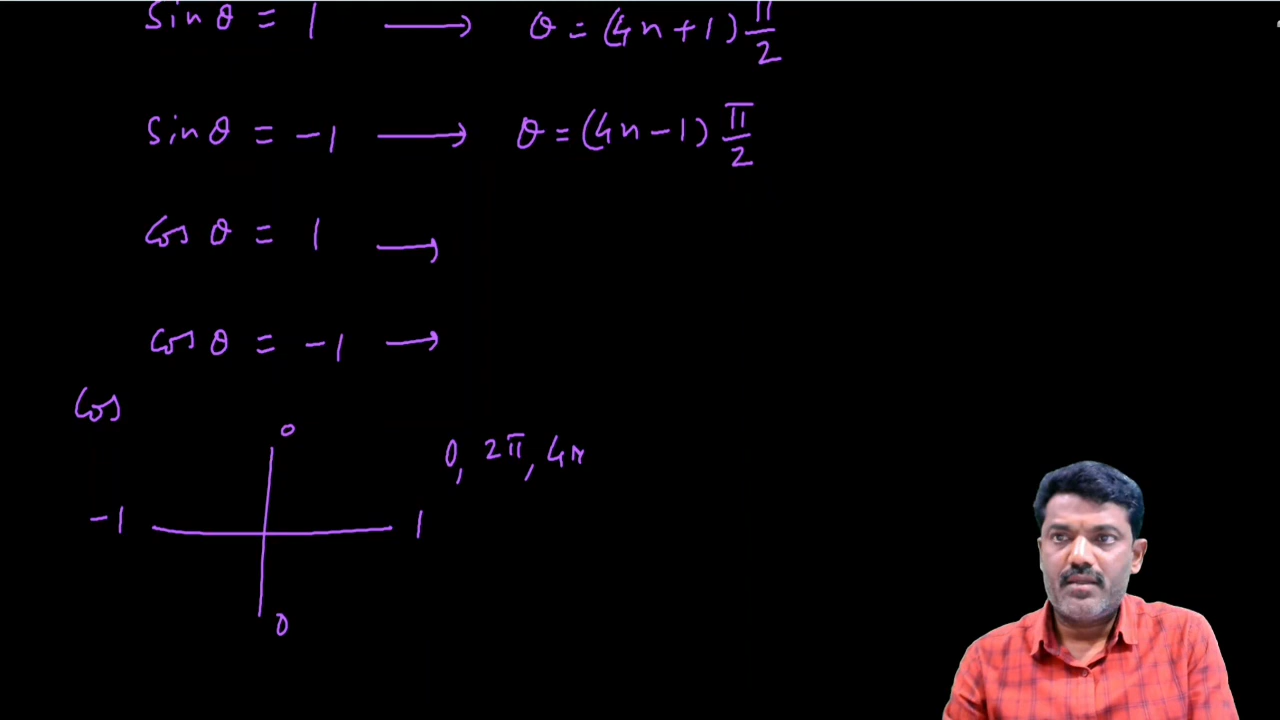 Sin θ = 1 ⟶ θ = (4n + 1) π/2
Sin θ = -1 ⟶ θ = (4n - 1) π/2
Cos θ = 1 ⟶
Cos θ = -1 ⟶
Cos
0
0, 2π, 4π
-1 1
0